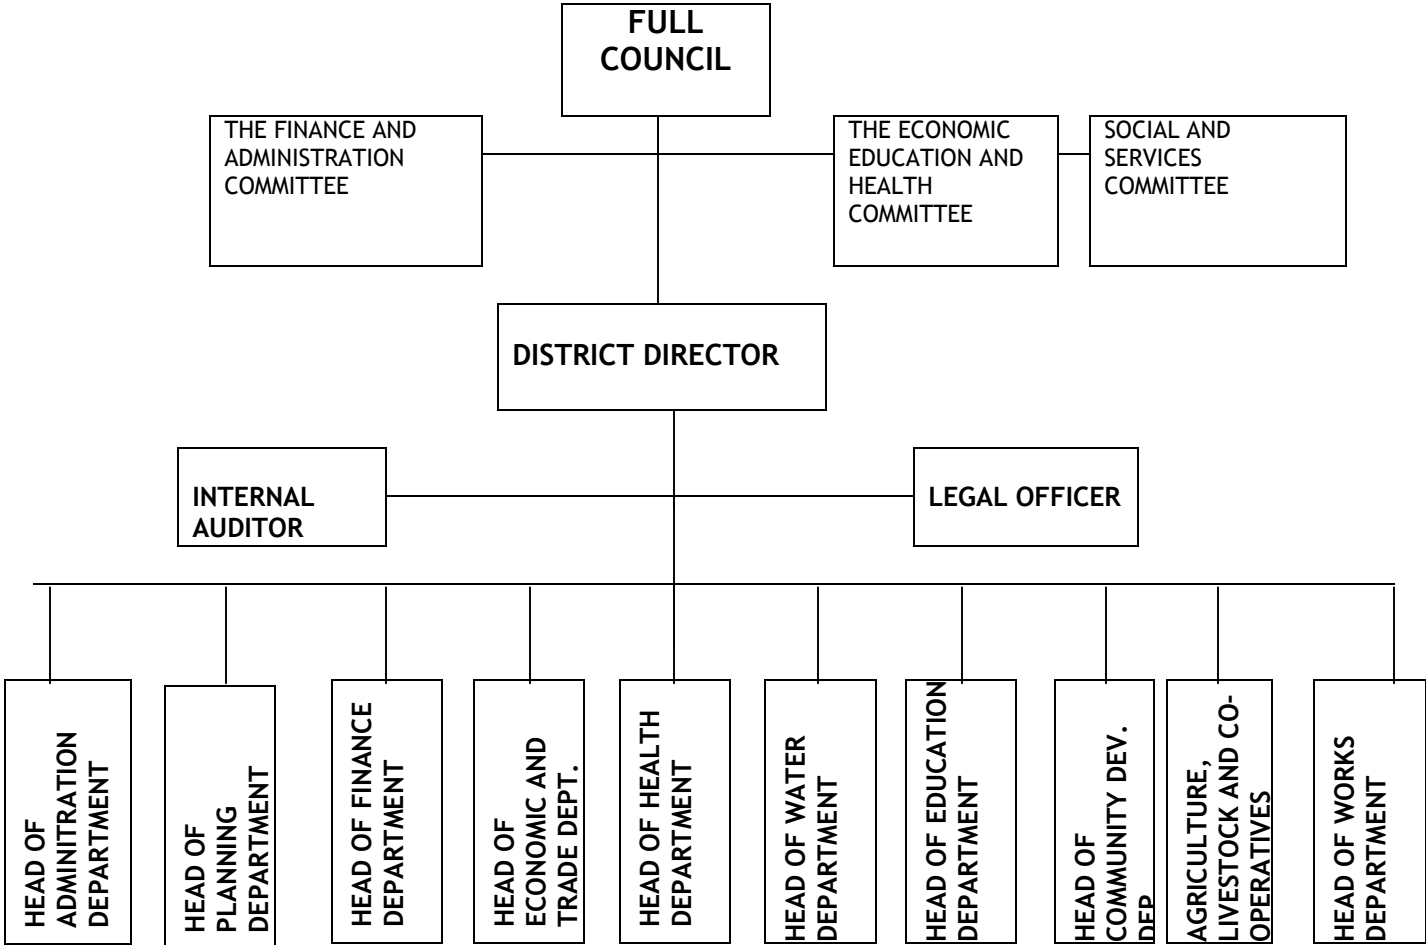 FULL
COUNCIL
THE FINANCE AND
ADMINISTRATION
COMMITTEE
THE ECONOMIC
EDUCATION AND
HEALTH
COMMITTEE
SOCIAL AND
SERVICES
COMMITTEE
DISTRICT DIRECTOR
INTERNAL
AUDITOR
LEGAL OFFICER
HEAD OF
ADMINITRATION
DEPARTMENT
HEAD OF
PLANNING
DEPARTMENT
HEAD OF FINANCE
DEPARTMENT
HEAD OF
ECONOMIC AND
TRADE DEPT.
HEAD OF HEALTH
DEPARTMENT
HEAD OF WATER
DEPARTMENT
HEAD OF EDUCATION
DEPARTMENT
HEAD OF
COMMUNITY DEV.
DEP
AGRICULTURE,
LIVESTOCK AND CO-
OPERATIVES
HEAD OF WORKS
DEPARTMENT